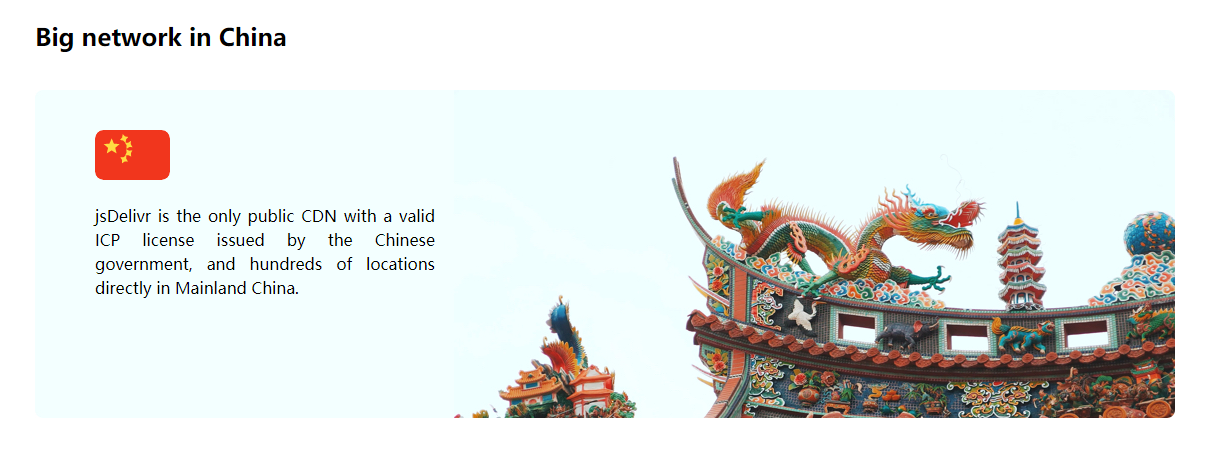 Big network in China
jsDelivr is the only public CDN with a valid
ICP license issued by the Chinese
government, and hundreds of locations
directly in Mainland China.